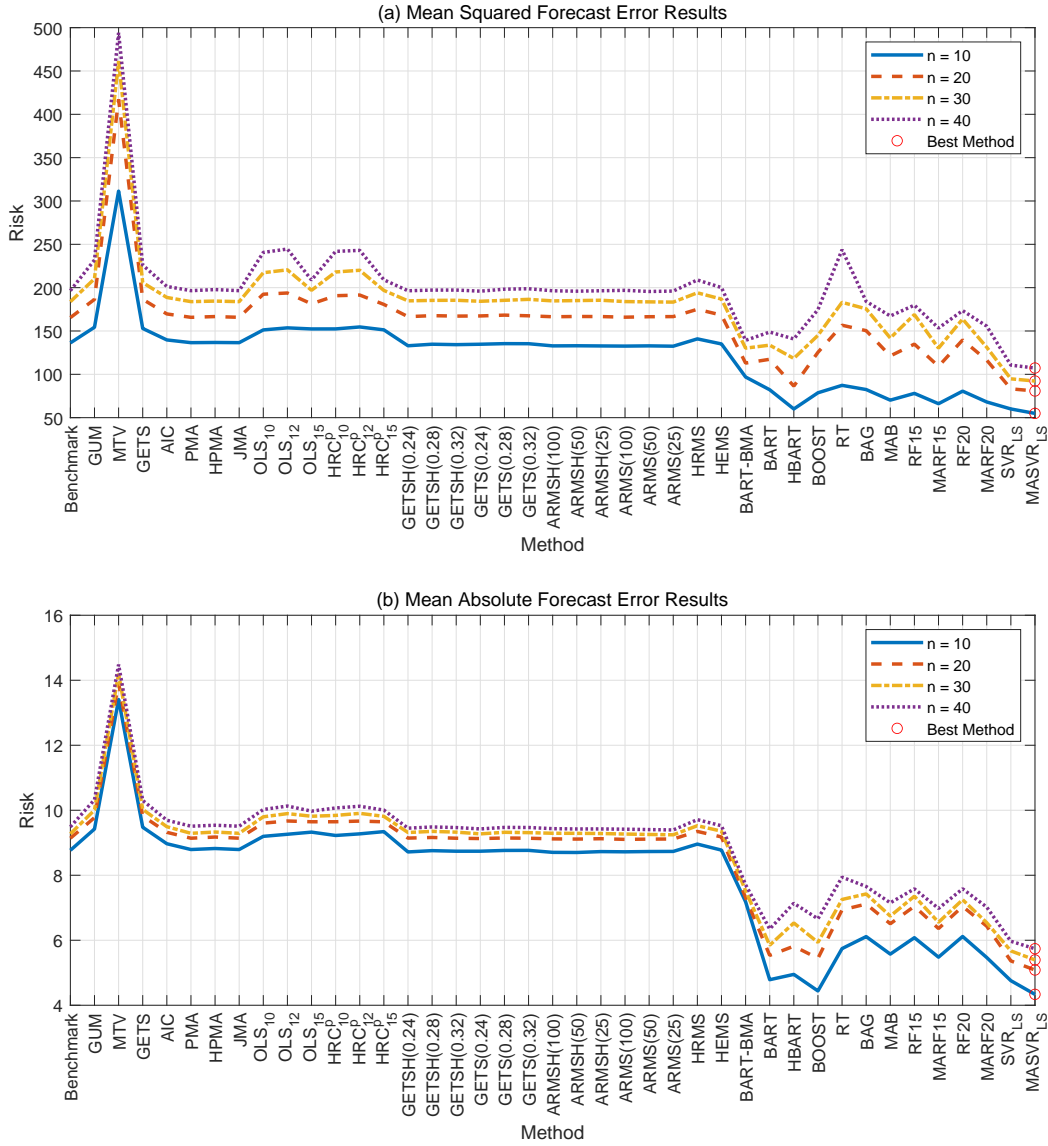 (a) Mean Squared Forecast Error Results
500
450
400
350
300
250
200
150
100
50
Risk
n = 10
n = 20
n = 30
n = 40
Best Method
Benchmark
GUM
MTV
GETS
AIC
PMA
HPMA
JMA
OLS10
OLS12
OLS15
HRCp10
HRCp12
HRCp15
GETSH(0.24)
GETSH(0.28)
GETSH(0.32)
GETS(0.24)
GETS(0.28)
GETS(0.32)
ARMSH(100)
ARMSH(50)
ARMSH(25)
ARMS(100)
ARMS(50)
ARMS(25)
HRMS
HEMS
BART-BMA
BART
HBART
BOOST
RT
BAG
MAB
RF15
MARF15
RF20
MARF20
SVRLS
MASVRLS
Method
(b) Mean Absolute Forecast Error Results
16
14
12
10
8
6
4
Risk
n = 10
n = 20
n = 30
n = 40
Best Method
Benchmark
GUM
MTV
GETS
AIC
PMA
HPMA
JMA
OLS10
OLS12
OLS15
HRCp10
HRCp12
HRCp15
GETSH(0.24)
GETSH(0.28)
GETSH(0.32)
GETS(0.24)
GETS(0.28)
GETS(0.32)
ARMSH(100)
ARMSH(50)
ARMSH(25)
ARMS(100)
ARMS(50)
ARMS(25)
HRMS
HEMS
BART-BMA
BART
HBART
BOOST
RT
BAG
MAB
RF15
MARF15
RF20
MARF20
SVRLS
MASVRLS
Method